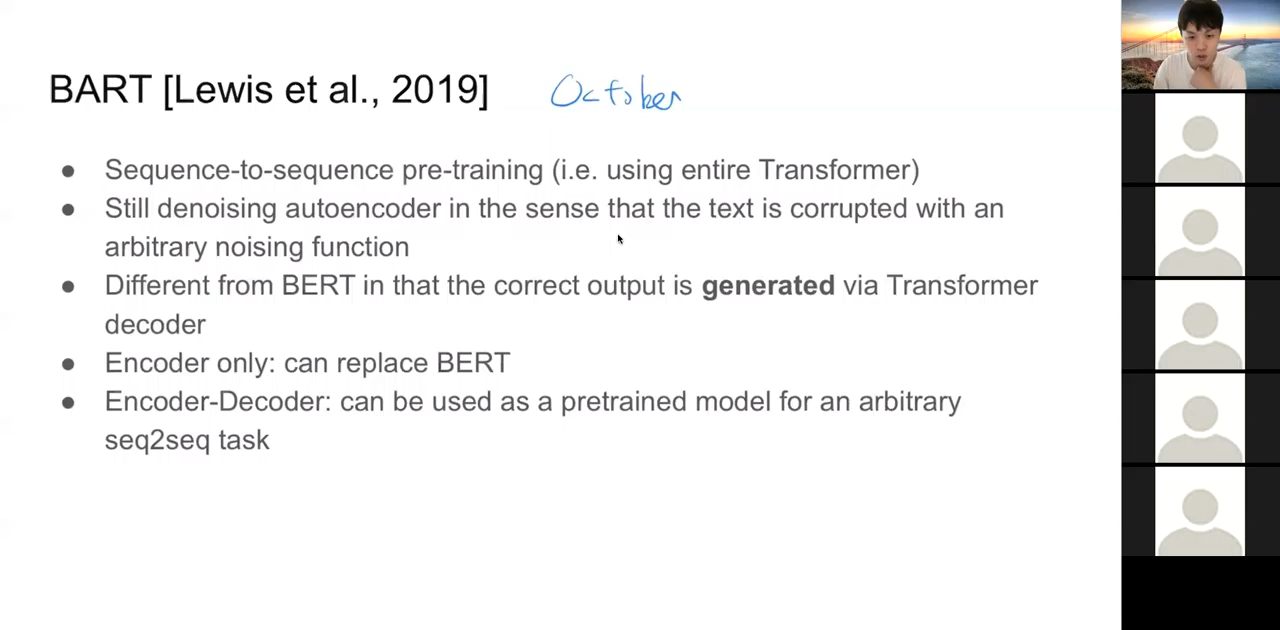 BART [Lewis et al., 2019] October
● Sequence-to-sequence pre-training (i.e. using entire Transformer)
● Still denoising autoencoder in the sense that the text is corrupted with an
arbitrary noising function
● Different from BERT in that the correct output is generated via Transformer
decoder
● Encoder only: can replace BERT
● Encoder-Decoder: can be used as a pretrained model for an arbitrary
seq2seq task